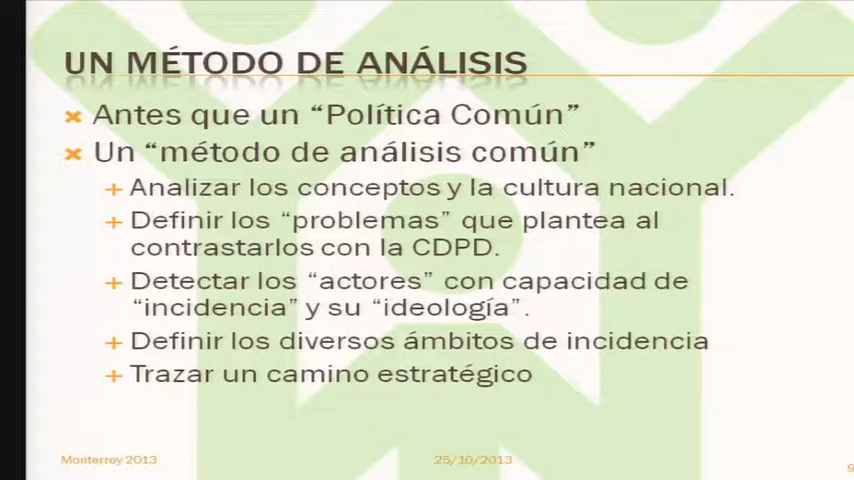 UN MÉTODO DE ANÁLISIS
Antes que un “Política Común”
Un “método de análisis común”
Analizar los conceptos y la cultura nacional.
Definir los “problemas” que plantea al
contrastarlos con la CDPD.
Detectar los “actores” con capacidad de
“incidencia” y su “ideología”.
Definir los diversos ámbitos de incidencia
Trazar un camino estratégico
Monterrey 2013
25/10/2013
9